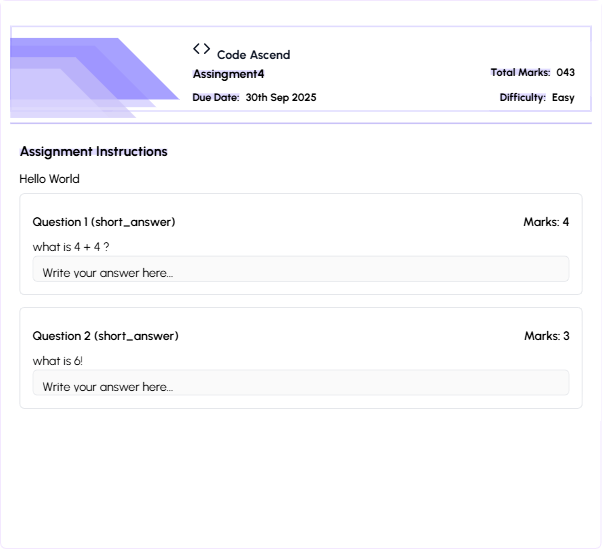 <> Code Ascend
Assingment4
Total Marks: 043
Due Date: 30th Sep 2025
Difficulty: Easy
Assignment Instructions
Hello World
Question 1 (short_answer)
Marks: 4
what is 4 + 4 ?
Write your answer here...
Question 2 (short_answer)
Marks: 3
what is 6!
Write your answer here...